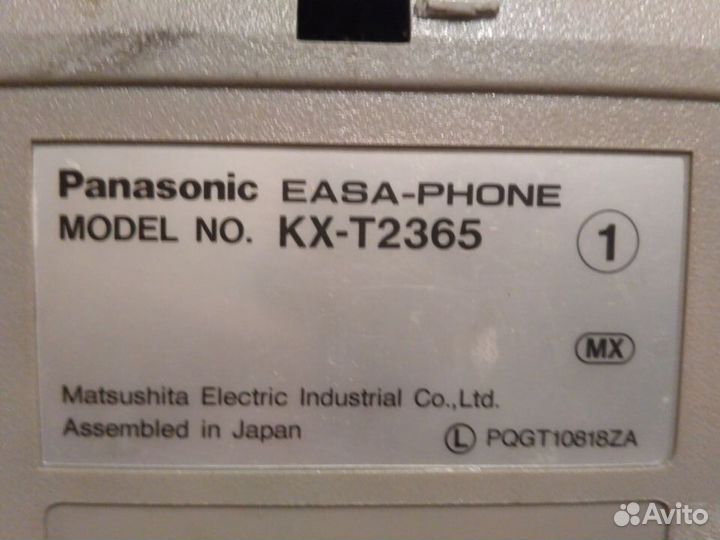 Panasonic EASA-PHONE
MODEL NO. KX-T2365
1
MX
Matsushita Electric Industrial Co.,Ltd.
Assembled in Japan
L PQGT10818ZA
Avito